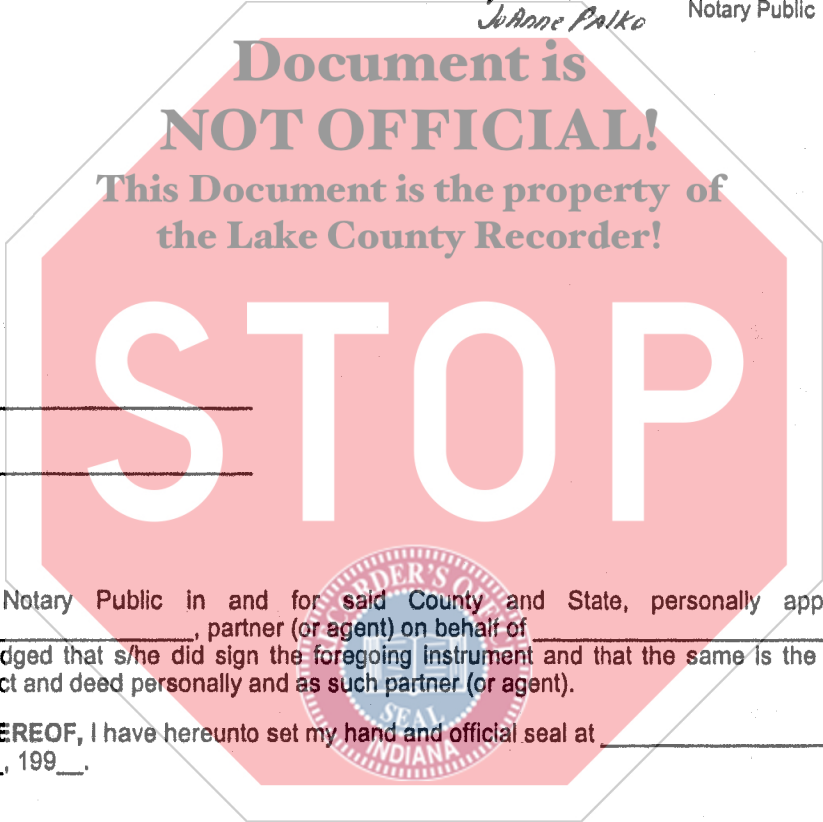 JoAnne Palko Notary Public
Document is
NOT OFFICIAL!
This Document is the property of
the Lake County Recorder!
STOP
Notary Public in and for said County and State, personally app
, partner (or agent) on behalf of
dged that s/he did sign the foregoing instrument and that the same is the
ct and deed personally and as such partner (or agent).
EREOF, I have hereunto set my hand and official seal at
, 199__.
RECORDER'S OFFICE
SEAL
INDIANA